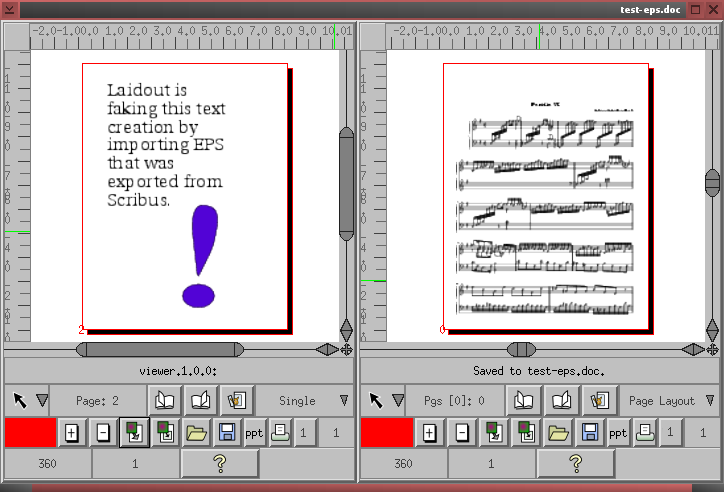 test-eps.doc
-2.0-1.00.0 1.0 2.0 3.0 4.0 5.0 6.0 7.0 8.0 9.0 10.01
-2.0-1.00.0 1.0 2.0 3.0 4.0 5.0 6.0 7.0 8.0 9.0 10.011
Laidout is
faking this text
creation by
importing EPS
that was
exported from
Scribus.
2
0
viewer.1.0.0:
Saved to test-eps.doc.
Page: 2
Single
Pgs [0]: 0
Page Layout
ppt
1
1
ppt
1
1
360
1
?
360
1
?